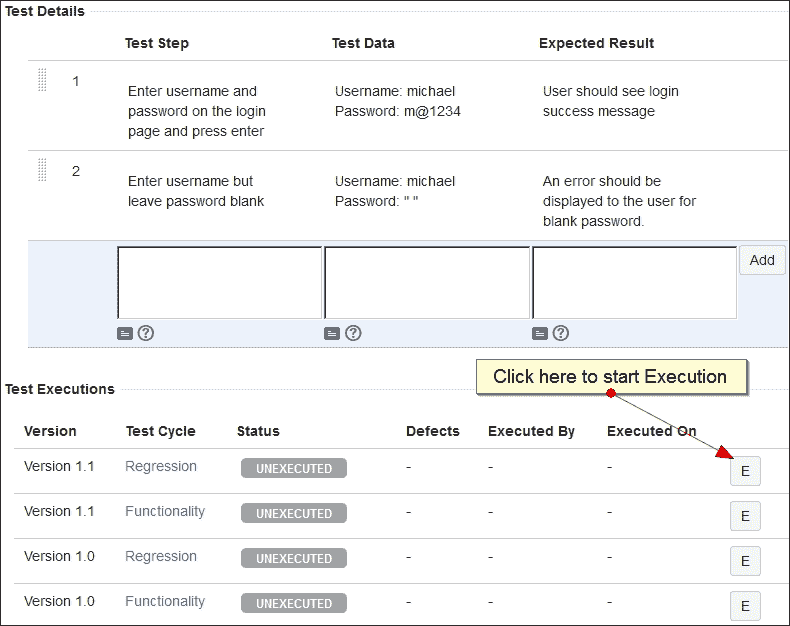 Test Details
Test Step Test Data Expected Result
1
Enter username and Username: michael User should see login
password on the login Password: m@1234 success message
page and press enter
2
Enter username but Username: michael An error should be
leave password blank Password: " " displayed to the user for
blank password.
Add
? ? ?
Click here to start Execution
Test Executions
Version Test Cycle Status Defects Executed By Executed On
Version 1.1 Regression UNEXECUTED - - - E
Version 1.1 Functionality UNEXECUTED - - - E
Version 1.0 Regression UNEXECUTED - - - E
Version 1.0 Functionality UNEXECUTED - - - E